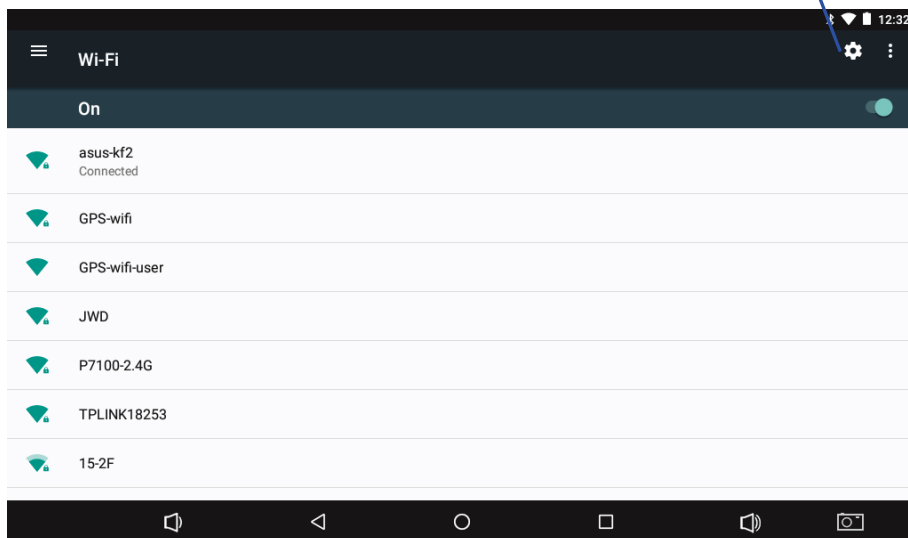 12:32
Wi-Fi
On
asus-kf2
Connected
GPS-wifi
GPS-wifi-user
JWD
P7100-2.4G
TPLINK18253
15-2F